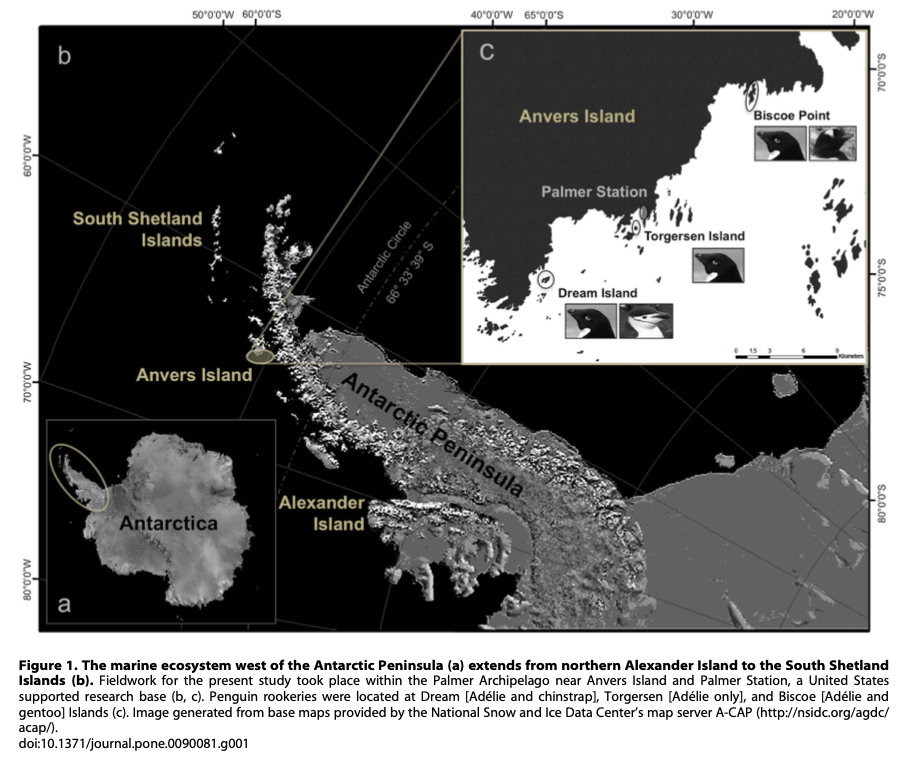 50°0'0"W 60°0'0"S
40°0'0"W 65°0'0"S
30°0'0"W
20°0'0"W
b
60°0'0"W
70°0'0"W
80°0'0"W
South Shetland
Islands
Anvers Island
Antarctic Circle
66° 33' 39" S
Antarctic Peninsula
Alexander
Island
a
Antarctica
c
Anvers Island
Biscoe Point
Palmer Station
Torgersen Island
Dream Island
0 1.5 3 6 9
Kilometers
70°0'0"S
75°0'0"S
80°0'0"S
Figure 1. The marine ecosystem west of the Antarctic Peninsula (a) extends from northern Alexander Island to the South Shetland
Islands (b). Fieldwork for the present study took place within the Palmer Archipelago near Anvers Island and Palmer Station, a United States
supported research base (b, c). Penguin rookeries were located at Dream [Adélie and chinstrap], Torgersen [Adélie only], and Biscoe [Adélie and
gentoo] Islands (c). Image generated from base maps provided by the National Snow and Ice Data Center's map server A-CAP (http://nsidc.org/agdc/
acap/).
doi:10.1371/journal.pone.0090081.g001